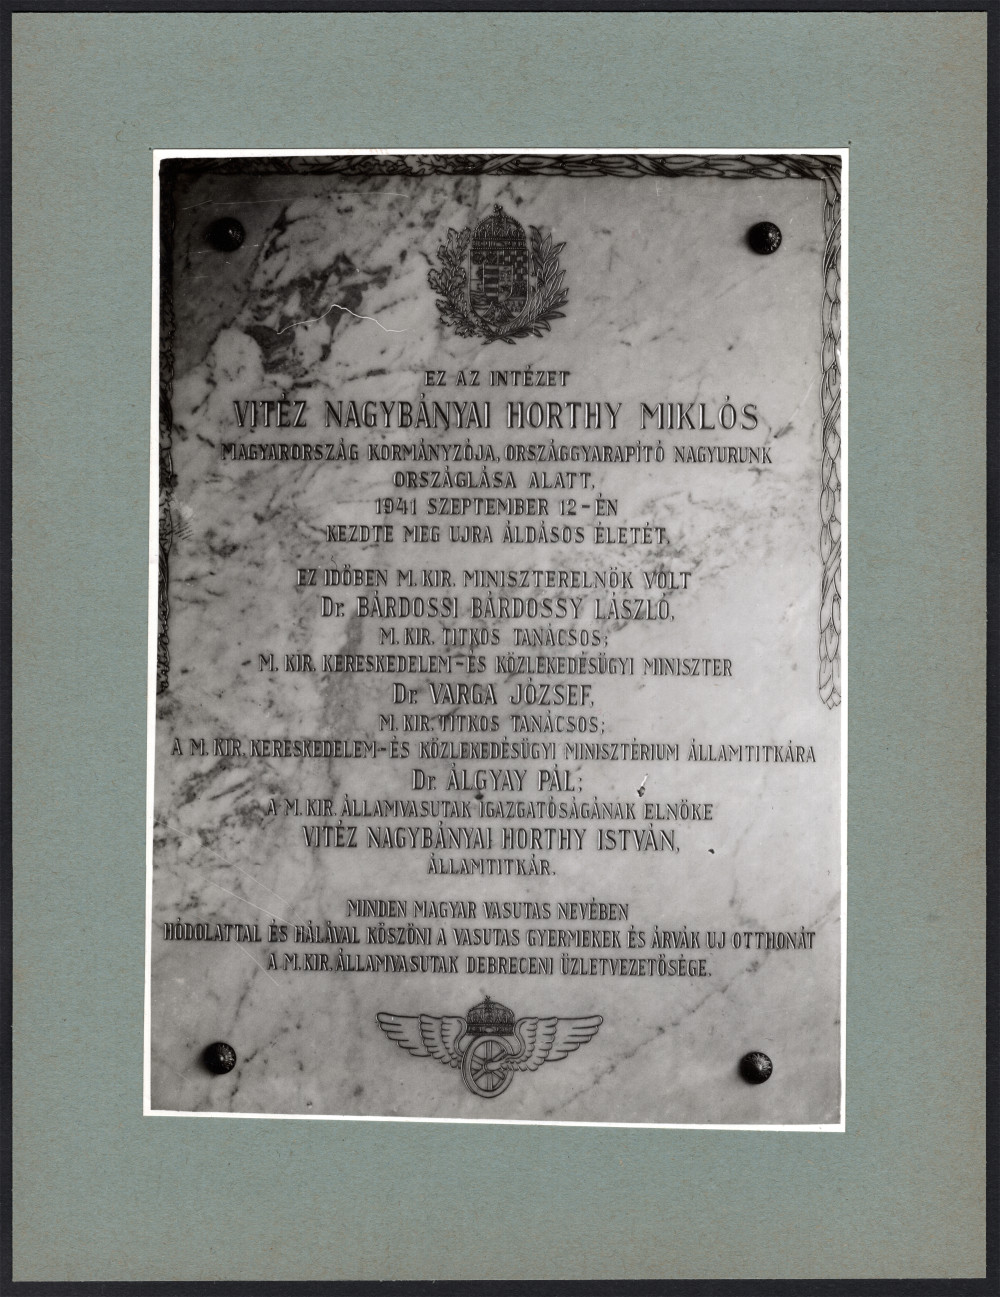 EZ AZ INTÉZET
VITÉZ NAGYBÁNYAI HORTHY MIKLÓS
MAGYARORSZÁG KORMÁNYZÓJA, ORSZÁGGYARAPÍTÓ NAGYURUNK
ORSZÁGLÁSA ALATT,
1941 SZEPTEMBER 12-ÉN
KEZDTE MEG UJRA ÁLDÁSOS ÉLETÉT,
EZ IDŐBEN M. KIR. MINISZTERELNÖK VOLT
Dr. BÁRDOSSI BÁRDOSSY LÁSZLÓ,
M. KIR. TITKOS TANÁCSOS;
M. KIR. KERESKEDELEM-ÉS KÖZLEKEDÉSÜGYI MINISZTER
Dr. VARGA JÓZSEF,
M. KIR. TITKOS TANÁCSOS;
A M. KIR. KERESKEDELEM-ÉS KÖZLEKEDÉSÜGYI MINISZTÉRIUM ÁLLAMTITKÁRA
Dr. ÁLGYAY PÁL;
A M. KIR. ÁLLAMVASUTAK IGAZGATÓSÁGÁNAK ELNÖKE
VITÉZ NAGYBÁNYAI HORTHY ISTVÁN,
ÁLLAMTITKÁR.
MINDEN MAGYAR VASUTAS NEVÉBEN
HÓDOLATTAL ÉS HÁLÁVAL KÖSZÖNI A VASUTAS GYERMEKEK ÉS ÁRVÁK UJ OTTHONÁT
A M. KIR. ÁLLAMVASUTAK DEBRECENI ÜZLETVEZETŐSÉGE.